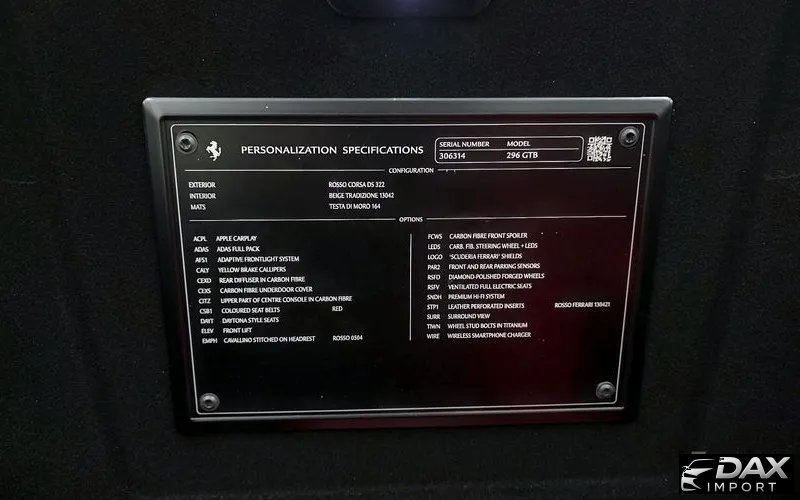 PERSONALIZATION SPECIFICATIONS
SERIAL NUMBER MODEL
306314 296 GTB
CONFIGURATION
EXTERIOR ROSSO CORSA DS 322
INTERIOR BEIGE TRADIZIONE 13042
MATS TESTA DI MORO 164
OPTIONS
ACPL APPLE CARPLAY
ADAS ADAS FULL PACK
AFS1 ADAPTIVE FRONTLIGHT SYSTEM
CALY YELLOW BRAKE CALLIPERS
CEXD REAR DIFFUSER IN CARBON FIBRE
CEXS CARBON FIBRE UNDERDOOR COVER
CITZ UPPER PART OF CENTRE CONSOLE IN CARBON FIBRE
CSB1 COLOURED SEAT BELTS RED
DAYT DAYTONA STYLE SEATS
ELEV FRONT LIFT
EMPH CAVALLINO STITCHED ON HEADREST ROSSO 0504
FCWS CARBON FIBRE FRONT SPOILER
LEDS CARB. FIB. STEERING WHEEL + LEDS
LOGO 'SCUDERIA FERRARI' SHIELDS
PAR2 FRONT AND REAR PARKING SENSORS
RSFD DIAMOND-POLISHED FORGED WHEELS
RSFV VENTILATED FULL ELECTRIC SEATS
SNDH PREMIUM HI-FI SYSTEM
STP1 LEATHER PERFORATED INSERTS ROSSO FERRARI 130421
SURR SURROUND VIEW
TIWN WHEEL STUD BOLTS IN TITANIUM
WIRE WIRELESS SMARTPHONE CHARGER
DAX
IMPORT